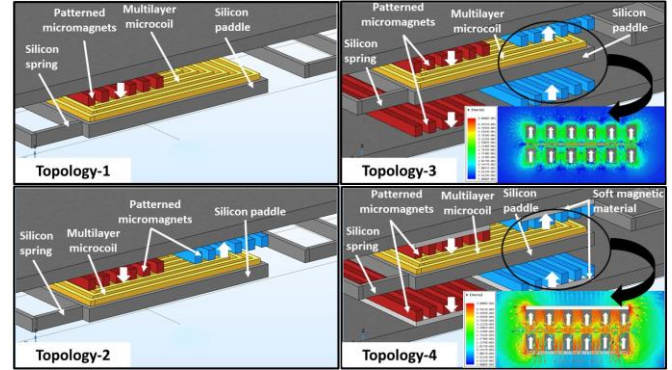 Patterned
micromagnets
Multilayer
microcoil
Silicon
paddle
Silicon
spring
Topology-1
Patterned
micromagnets
Multilayer
microcoil
Silicon
paddle
Silicon
spring
Topology-3
Patterned
micromagnets
Silicon paddle
Multilayer
microcoil
Silicon
spring
Topology-2
Patterned
micromagnets
Multilayer
microcoil
Silicon
paddle
Soft magnetic
material
Silicon
spring
Topology-4